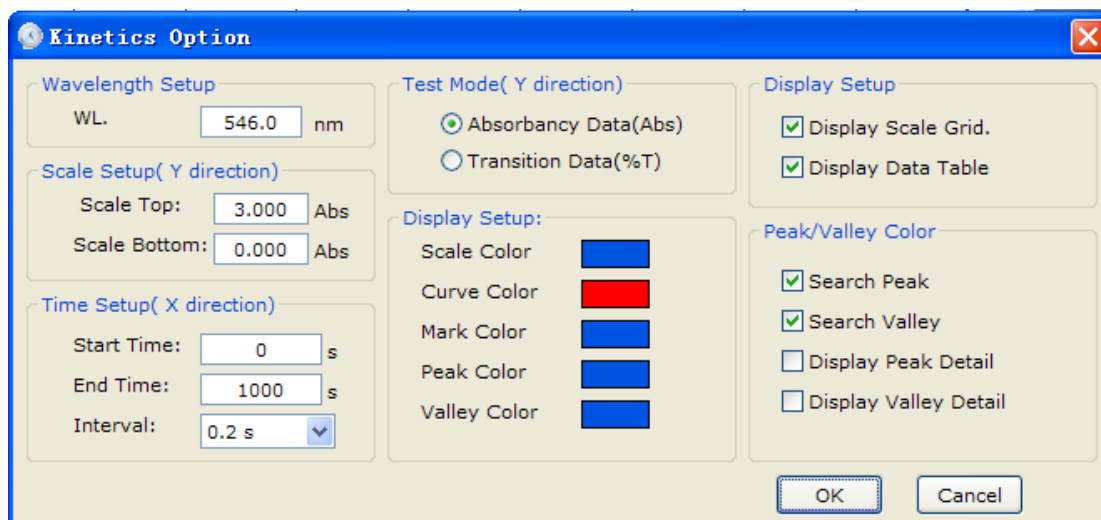 Kinetics Option
Wavelength Setup
WL. 546.0 nm
Scale Setup( Y direction)
Scale Top: 3.000 Abs
Scale Bottom: 0.000 Abs
Time Setup( X direction)
Start Time: 0 s
End Time: 1000 s
Interval: 0.2 s
Test Mode( Y direction)
Absorbancy Data(Abs)
Transition Data(%T)
Display Setup:
Scale Color
Curve Color
Mark Color
Peak Color
Valley Color
Display Setup
Display Scale Grid.
Display Data Table
Peak/Valley Color
Search Peak
Search Valley
Display Peak Detail
Display Valley Detail
OK Cancel